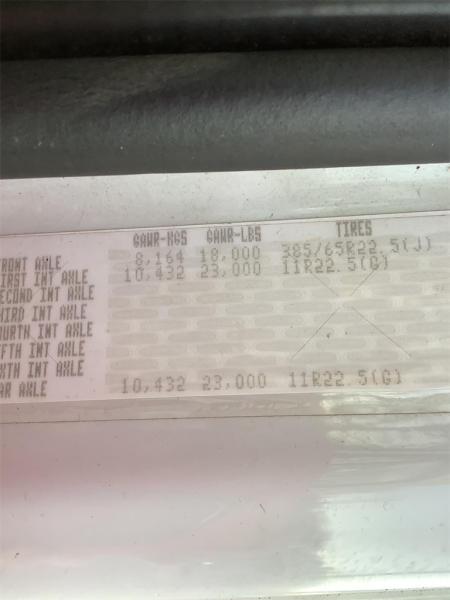 GAWR-KGS GAWR-LBS TIRES
FRONT AXLE 8,164 18,000 385/65R22.5(J)
FIRST INT AXLE 10,432 23,000 11R22.5(G)
SECOND INT AXLE
THIRD INT AXLE
FOURTH INT AXLE
FIFTH INT AXLE
SIXTH INT AXLE
AR AXLE 10,432 23,000 11R22.5(G)